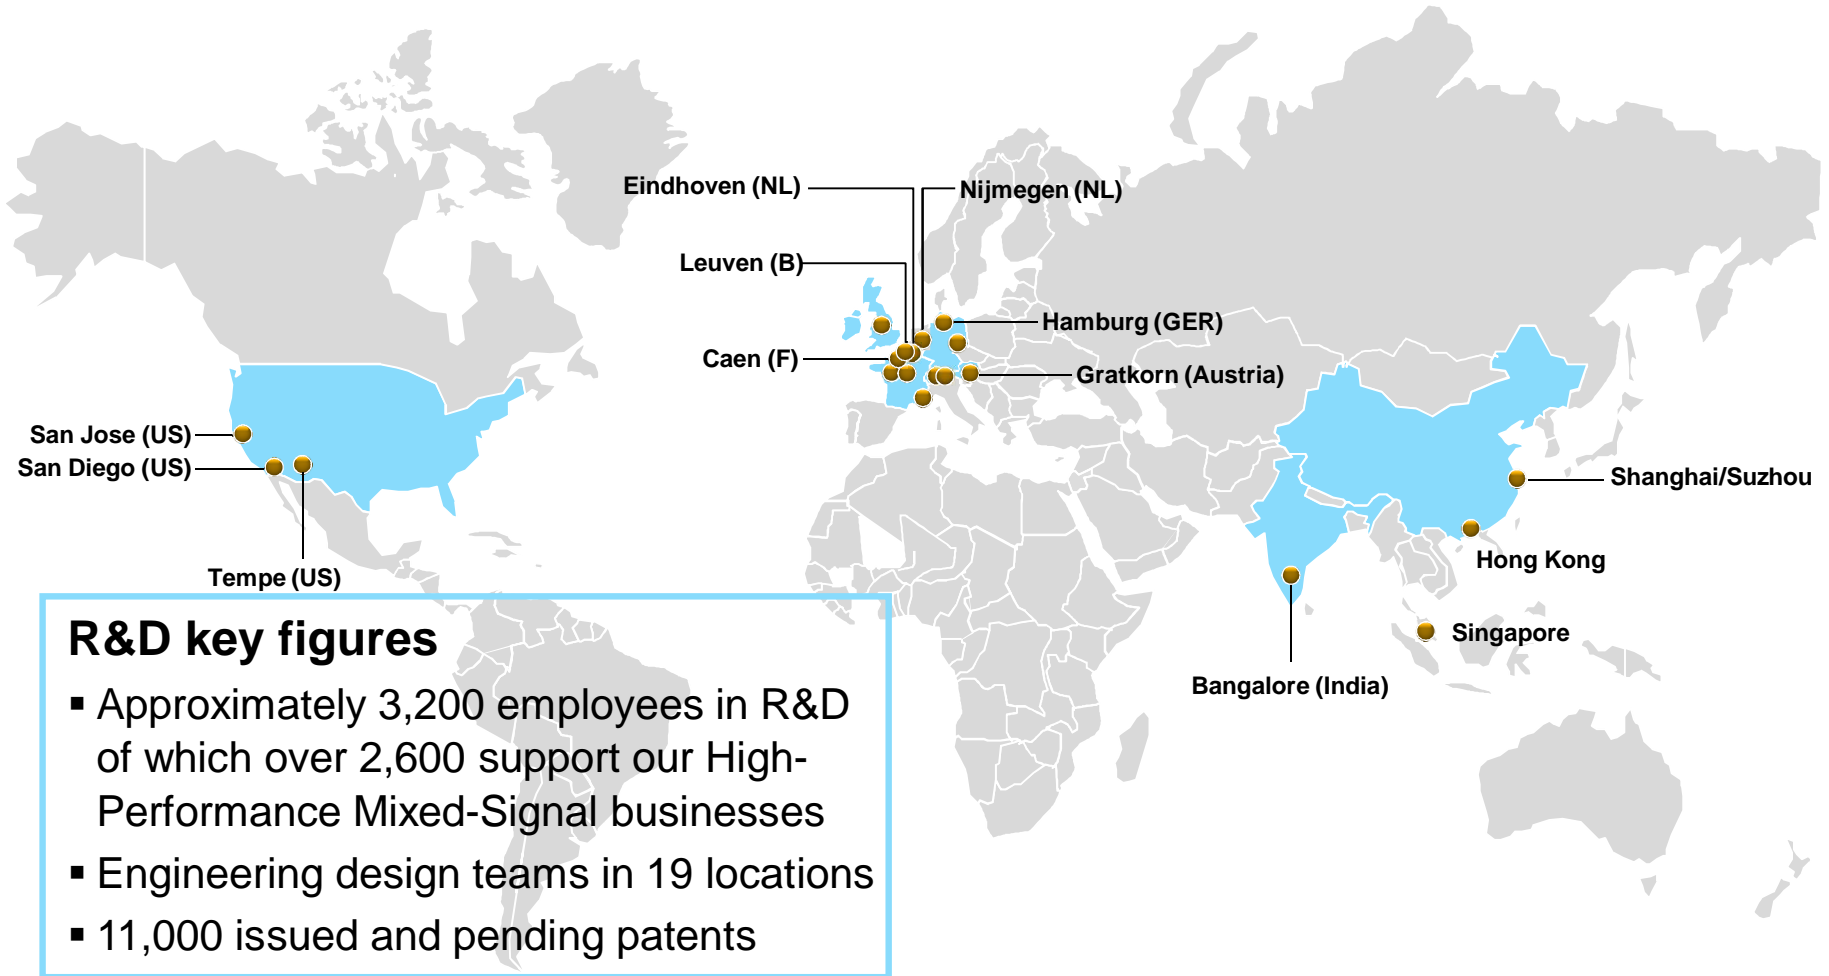 Eindhoven (NL)
Nijmegen (NL)
Leuven (B)
Hamburg (GER)
Caen (F)
Gratkorn (Austria)
San Jose (US)
San Diego (US)
Shanghai/Suzhou
Hong Kong
Tempe (US)
Singapore
Bangalore (India)
R&D key figures
▪ Approximately 3,200 employees in R&D
of which over 2,600 support our High-
Performance Mixed-Signal businesses
▪ Engineering design teams in 19 locations
▪ 11,000 issued and pending patents